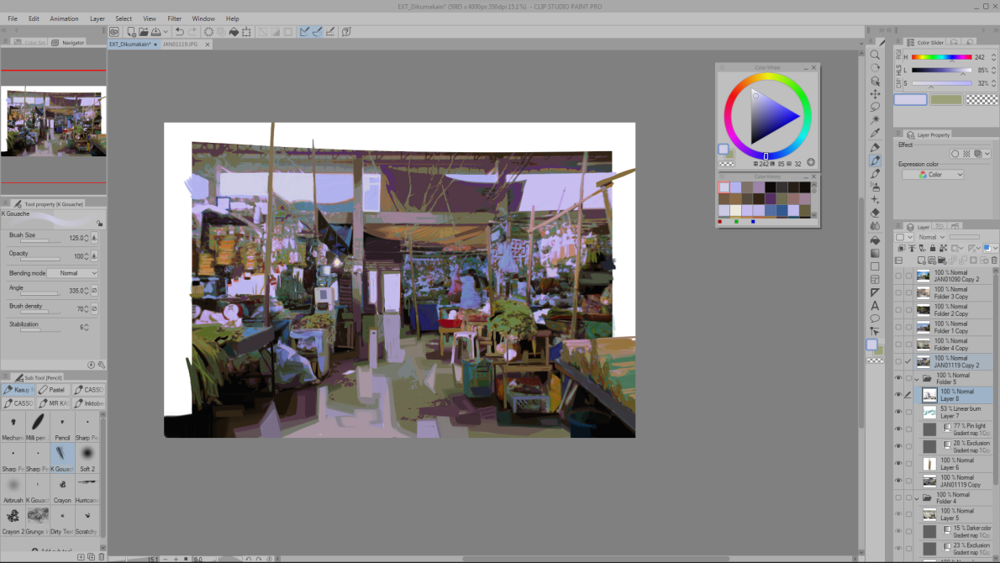 EXT_Dikumakain* (5985 x 4000px 350dpi 15.1%) - CLIP STUDIO PAINT PRO
File Edit Animation Layer Select View Filter Window Help
Color Set Navigator
EXT_Dikumakain* JAN01119.JPG
Tool property [K Gouache]
K Gouache
Brush Size 125.0
Opacity 100
Blending mode Normal
Angle 335.0
Brush density 70
Stabilization 6
Sub Tool [Pencil]
Pastel CASSO
CASSO MR KA Inktober
Mechani Milli pen Pencil Sharp Pe
Sharp Pe Sharp Pe K Gouach Soft 2
Airbrush K Gouac Crayon Hurricane
Crayon 2 Grunge Dirty Text Scratchy
Add sub tool
15.1 0.0
Color Wheel
242 85 32
Color History
Color Slider
H 242
L 85%
S 32%
Layer Property
Effect
Expression color
Color
Layer
Normal
100 % Normal
JAN01090 Copy 2
100 % Normal
Folder 3 Copy
100 % Normal
Folder 2 Copy
100 % Normal
Folder 1 Copy
100 % Normal
Folder 4 Copy
100 % Normal
JAN01119 Copy 2
100 % Normal
Folder 5
100 % Normal
Layer 8
53 % Linear burn
Layer 7
77 % Pin light
Gradient map 1 Co
28 % Exclusion
Gradient map 1 Co
100 % Normal
Layer 6
100 % Normal
JAN01119 Copy
100 % Normal
Folder 4
100 % Normal
Layer 5
15 % Darker color
Gradient map 1 Co
23 % Exclusion
Gradient map 1 Co